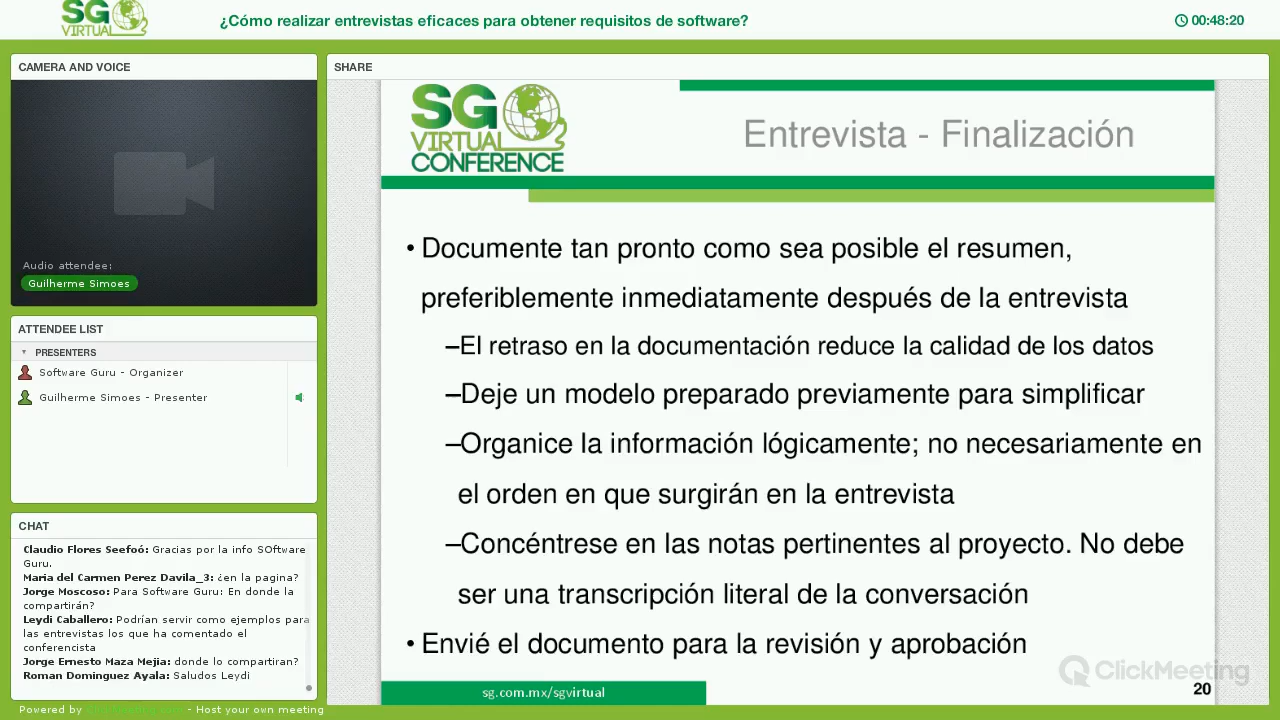 SG
VIRTUAL
¿Cómo realizar entrevistas eficaces para obtener requisitos de software?
00:48:20
CAMERA AND VOICE
Audio attendee:
Guilherme Simoes
ATTENDEE LIST
PRESENTERS
Software Guru - Organizer
Guilherme Simoes - Presenter
CHAT
Claudio Flores Seefoó: Gracias por la info SOftware
Guru.
Maria del Carmen Perez Davila_3: ¿en la pagina?
Jorge Moscoso: Para Software Guru: En donde la
compartirán?
Leydi Caballero: Podrían servir como ejemplos para
las entrevistas los que ha comentado el
conferencista
Jorge Ernesto Maza Mejia: donde lo compartiran?
Roman Dominguez Ayala: Saludos Leydi
Powered by ClickMeeting.com - Host your own meeting
SHARE
SG
VIRTUAL
CONFERENCE
Entrevista - Finalización
• Documente tan pronto como sea posible el resumen,
preferiblemente inmediatamente después de la entrevista
–El retraso en la documentación reduce la calidad de los datos
–Deje un modelo preparado previamente para simplificar
–Organice la información lógicamente; no necesariamente en
el orden en que surgirán en la entrevista
–Concéntrese en las notas pertinentes al proyecto. No debe
ser una transcripción literal de la conversación
• Envié el documento para la revisión y aprobación
ClickMeeting
sg.com.mx/sgvirtual
20